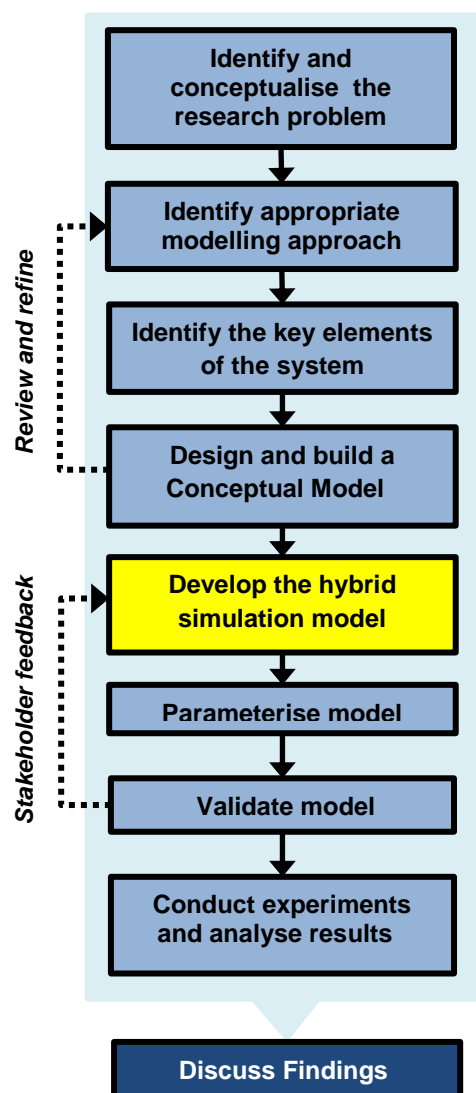 Identify and
conceptualise the
research problem
Identify appropriate
modelling approach
Review and refine
Identify the key elements
of the system
Design and build a
Conceptual Model
Develop the hybrid
simulation model
Stakeholder feedback
Parameterise model
Validate model
Conduct experiments
and analyse results
Discuss Findings